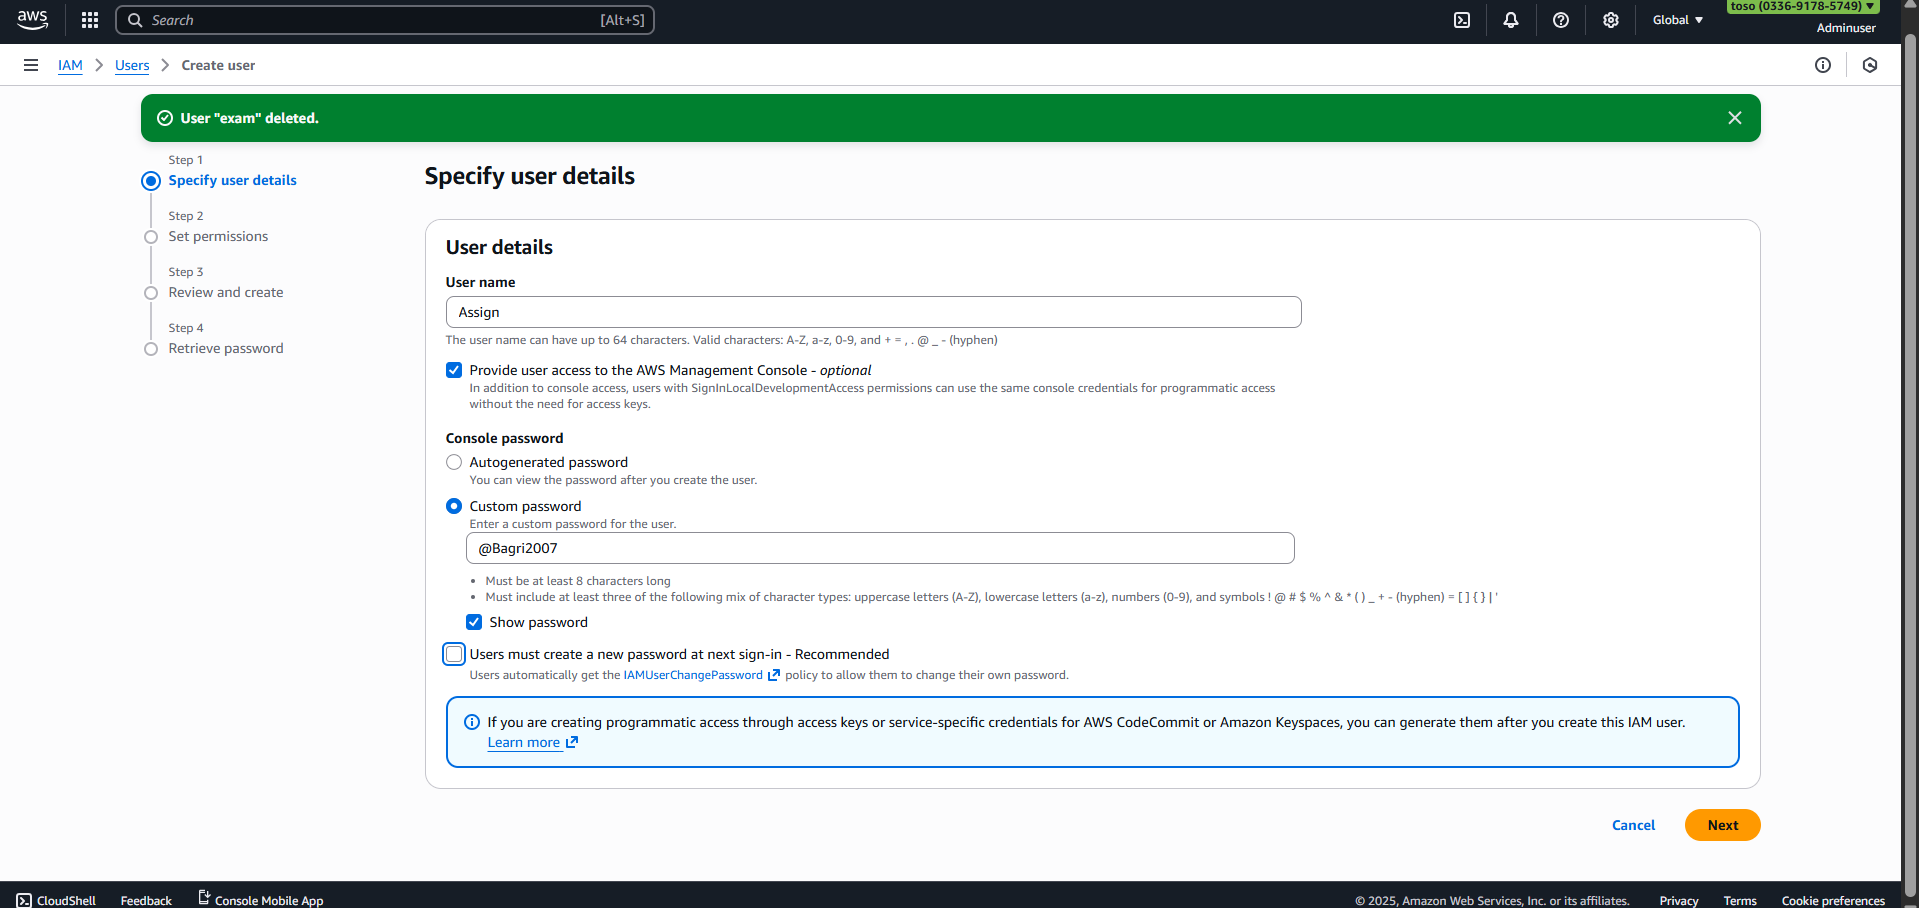 aws
Search [Alt+S]
Global
toso (0336-9178-5749)
Adminuser
IAM > Users > Create user
User "exam" deleted.
Step 1
Specify user details
Step 2
Set permissions
Step 3
Review and create
Step 4
Retrieve password
Specify user details
User details
User name
Assign
The user name can have up to 64 characters. Valid characters: A-Z, a-z, 0-9, and + = , . @ _ - (hyphen)
Provide user access to the AWS Management Console - optional
In addition to console access, users with SignInLocalDevelopmentAccess permissions can use the same console credentials for programmatic access
without the need for access keys.
Console password
Autogenerated password
You can view the password after you create the user.
Custom password
Enter a custom password for the user.
@Bagri2007
• Must be at least 8 characters long
• Must include at least three of the following mix of character types: uppercase letters (A-Z), lowercase letters (a-z), numbers (0-9), and symbols ! @ # $ % ^ & * ( ) _ + - (hyphen) = [ ] { } | '
Show password
Users must create a new password at next sign-in - Recommended
Users automatically get the IAMUserChangePassword policy to allow them to change their own password.
If you are creating programmatic access through access keys or service-specific credentials for AWS CodeCommit or Amazon Keyspaces, you can generate them after you create this IAM user.
Learn more
Cancel
Next
CloudShell
Feedback
Console Mobile App
© 2025, Amazon Web Services, Inc. or its affiliates.
Privacy
Terms
Cookie preferences